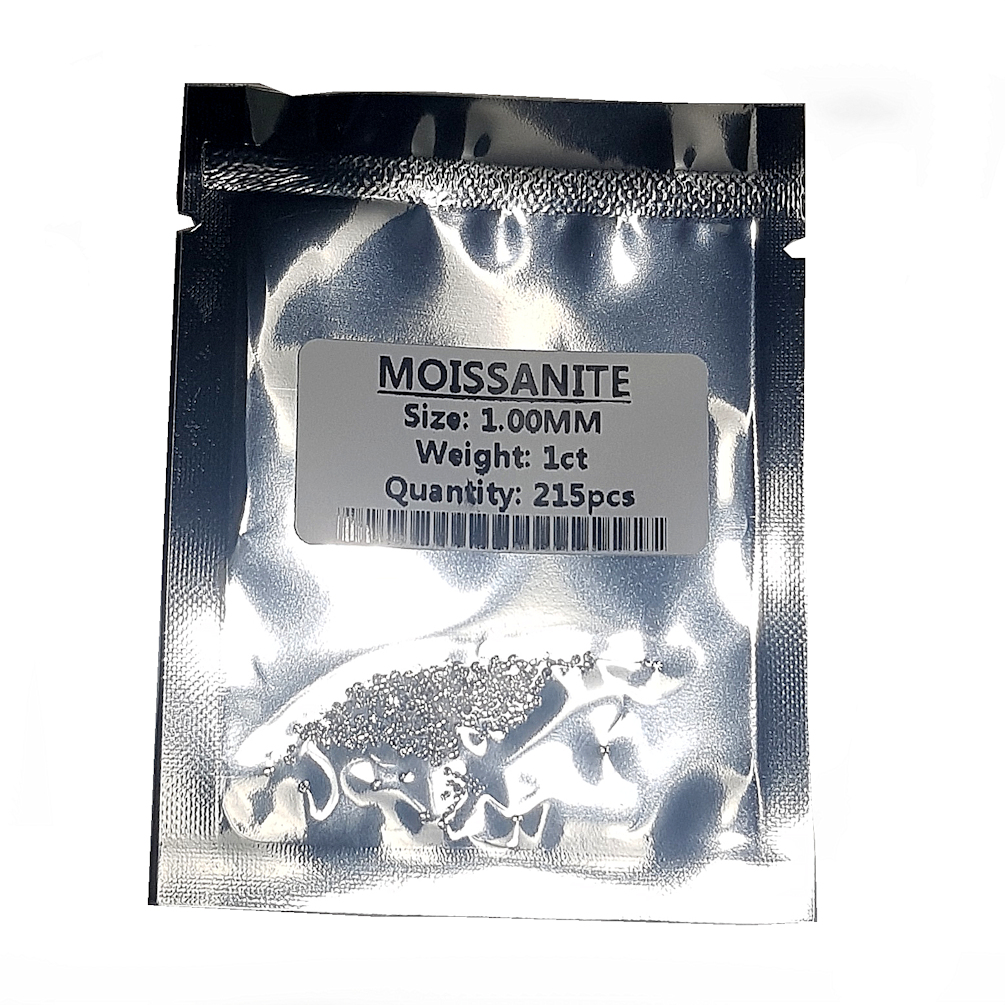 MOISSANITE
Size: 1.00MM
Weight: 1ct
Quantity: 215pcs